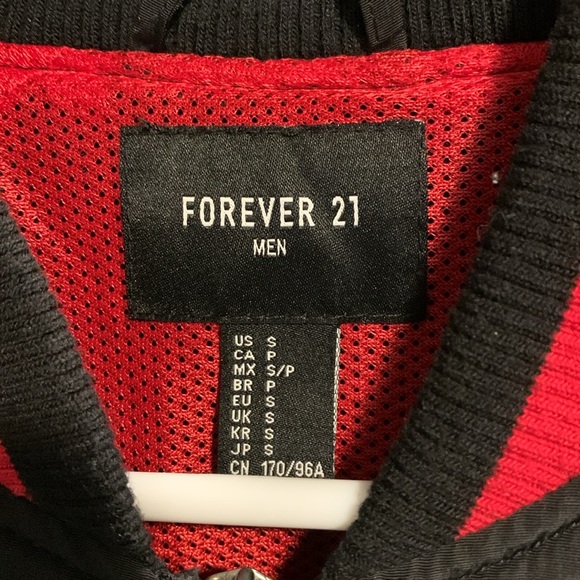 FOREVER 21
MEN
US S
CA P
MX S/P
BR P
EU S
UK S
KR S
JP S
CN 170/96A